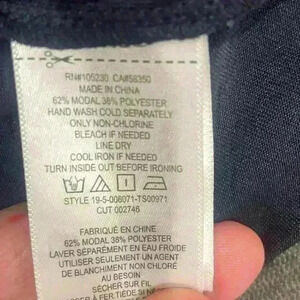 RN#105230 CA#58350
MADE IN CHINA
62% MODAL 38% POLYESTER
HAND WASH COLD SEPARATELY
ONLY NON-CHLORINE
BLEACH IF NEEDED
LINE DRY
COOL IRON IF NEEDED
TURN INSIDE OUT BEFORE IRONING
STYLE 19-5-006071-TS00971
CUT 002746
FABRIQUÉ EN CHINE
62% MODAL 38% POLYESTER
LAVER SÉPARÉMENT EN EAU FROIDE
UTILISER SEULEMENT UN AGENT
DE BLANCHIMENT NON CHLORÉ
AU BESOIN
SÉCHER SUR FIL